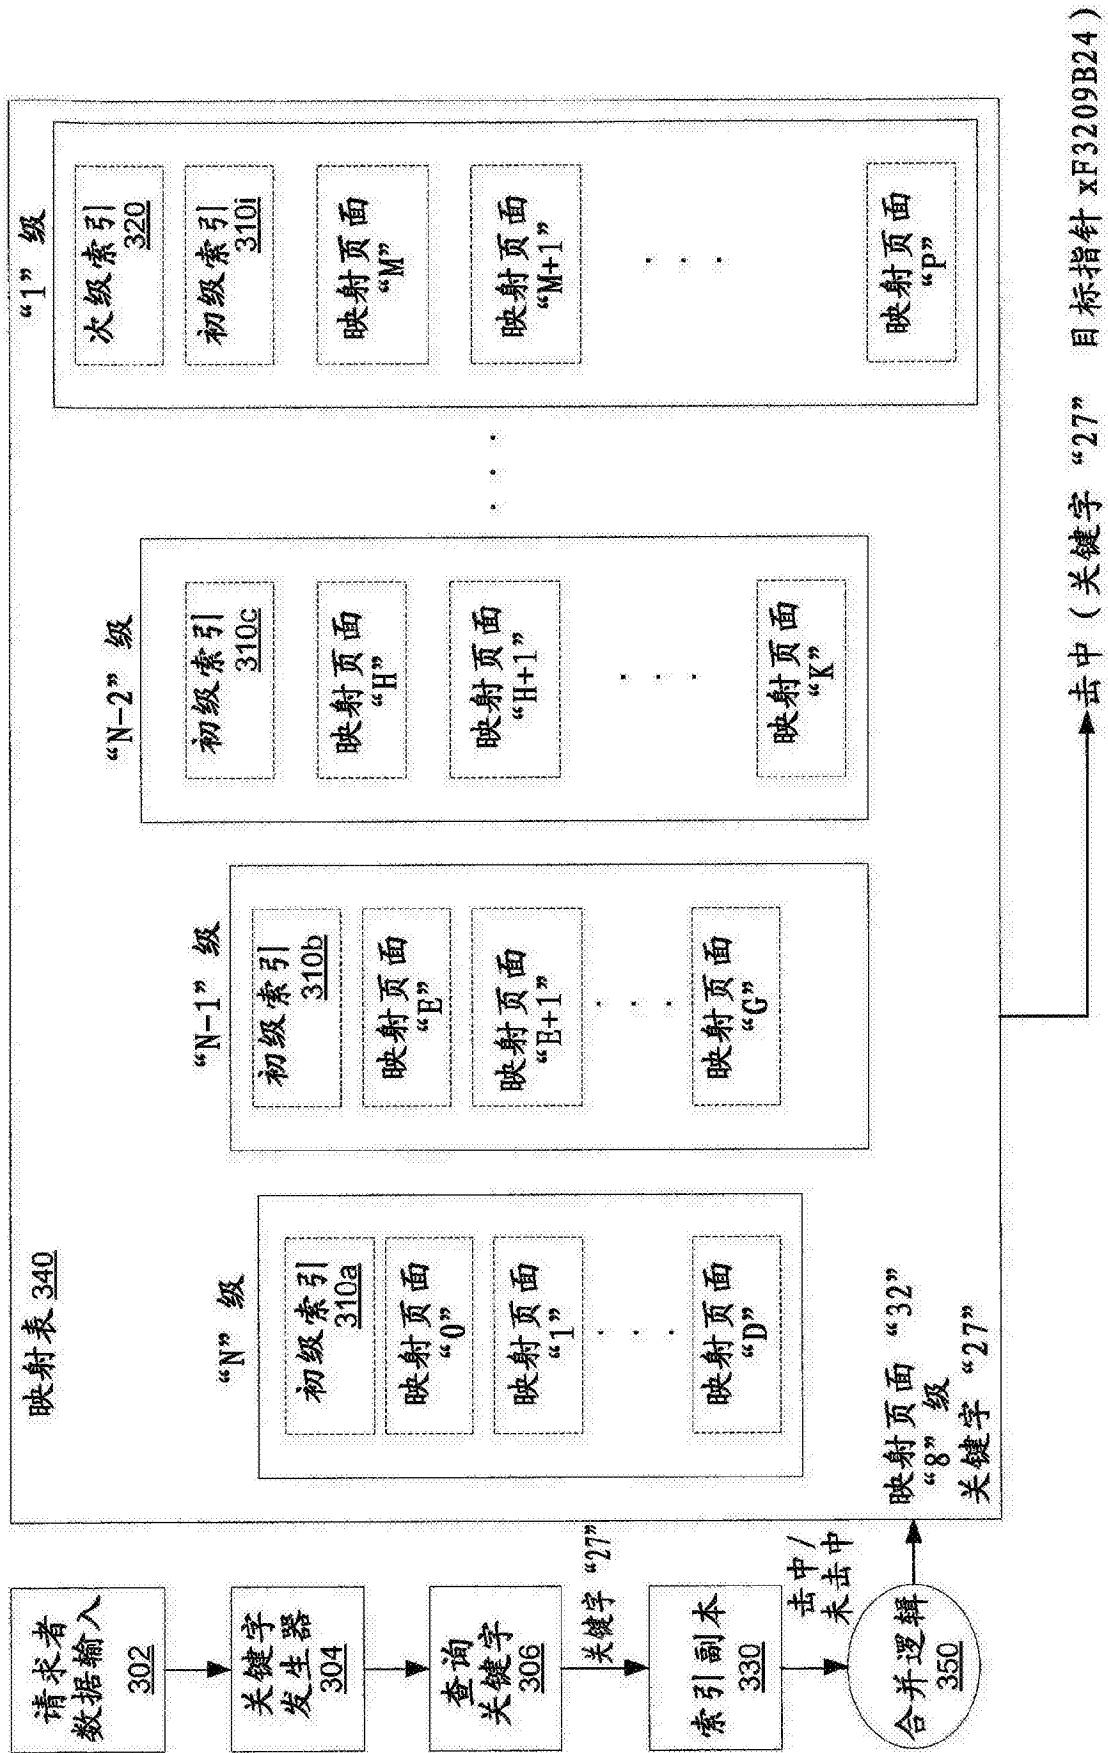 请求者
数据输入
302
关键字
发生器
304
查询
关键字
306
关键字 “27”
索引副本
330
击中/
未击中
合并逻辑
350
映射表 340
“N” 级
初级索引
310a
映射页面
“0”
映射页面
“1”
· · ·
映射页面
“D”
“N-1” 级
初级索引
310b
映射页面
“E”
映射页面
“E+1”
· · ·
映射页面
“G”
“N-2” 级
初级索引
310c
映射页面
“H”
映射页面
“H+1”
· · ·
映射页面
“K”
· · ·
“1” 级
次级索引
320
初级索引
310i
映射页面
“M”
映射页面
“M+1”
· · ·
映射页面
“P”
映射页面 “32”
“8” 级
关键字 “27”
击中 (关键字 “27” 目标指针 xF3209B24)